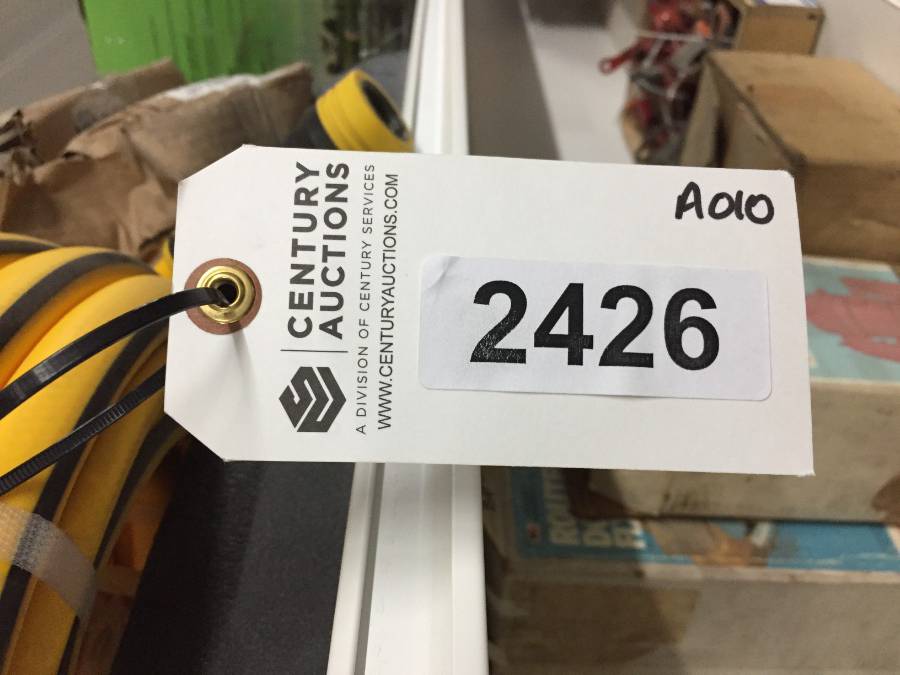 CENTURY
AUCTIONS
A DIVISION OF CENTURY SERVICES
WWW.CENTURYAUCTIONS.COM
A010
2426